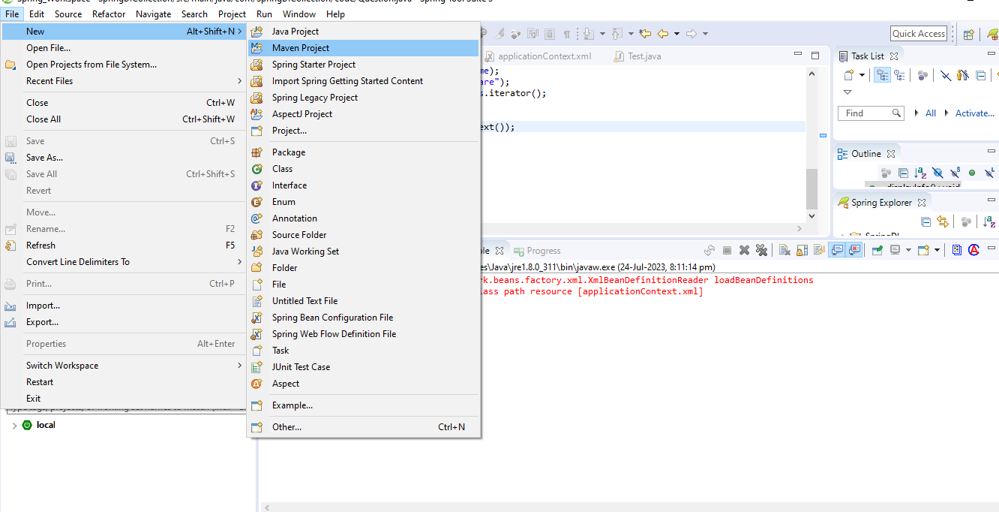 File Edit Source Refactor Navigate Search Project Run Window Help
New Alt+Shift+N
Open File...
Open Projects from File System...
Recent Files
Close Ctrl+W
Close All Ctrl+Shift+W
Save Ctrl+S
Save As...
Save All Ctrl+Shift+S
Revert
Move...
Rename... F2
Refresh F5
Convert Line Delimiters To
Print... Ctrl+P
Import...
Export...
Properties Alt+Enter
Switch Workspace
Restart
Exit
local
Java Project
Maven Project
Spring Starter Project
Import Spring Getting Started Content
Spring Legacy Project
AspectJ Project
Project...
Package
Class
Interface
Enum
Annotation
Source Folder
Java Working Set
Folder
File
Untitled Text File
Spring Bean Configuration File
Spring Web Flow Definition File
Task
JUnit Test Case
Aspect
Example...
Other... Ctrl+N
Quick Access
applicationContext.xml Test.java
me);
are");
s.iterator();
ext());
Task List
Find All Activate...
Outline
displayInfo() : void
Spring Explorer
SpringDI
Progress
es\Java\jre1.8.0_311\bin\javaw.exe (24-Jul-2023, 8:11:14 pm)
rk.beans.factory.xml.XmlBeanDefinitionReader loadBeanDefinitions
lass path resource [applicationContext.xml]